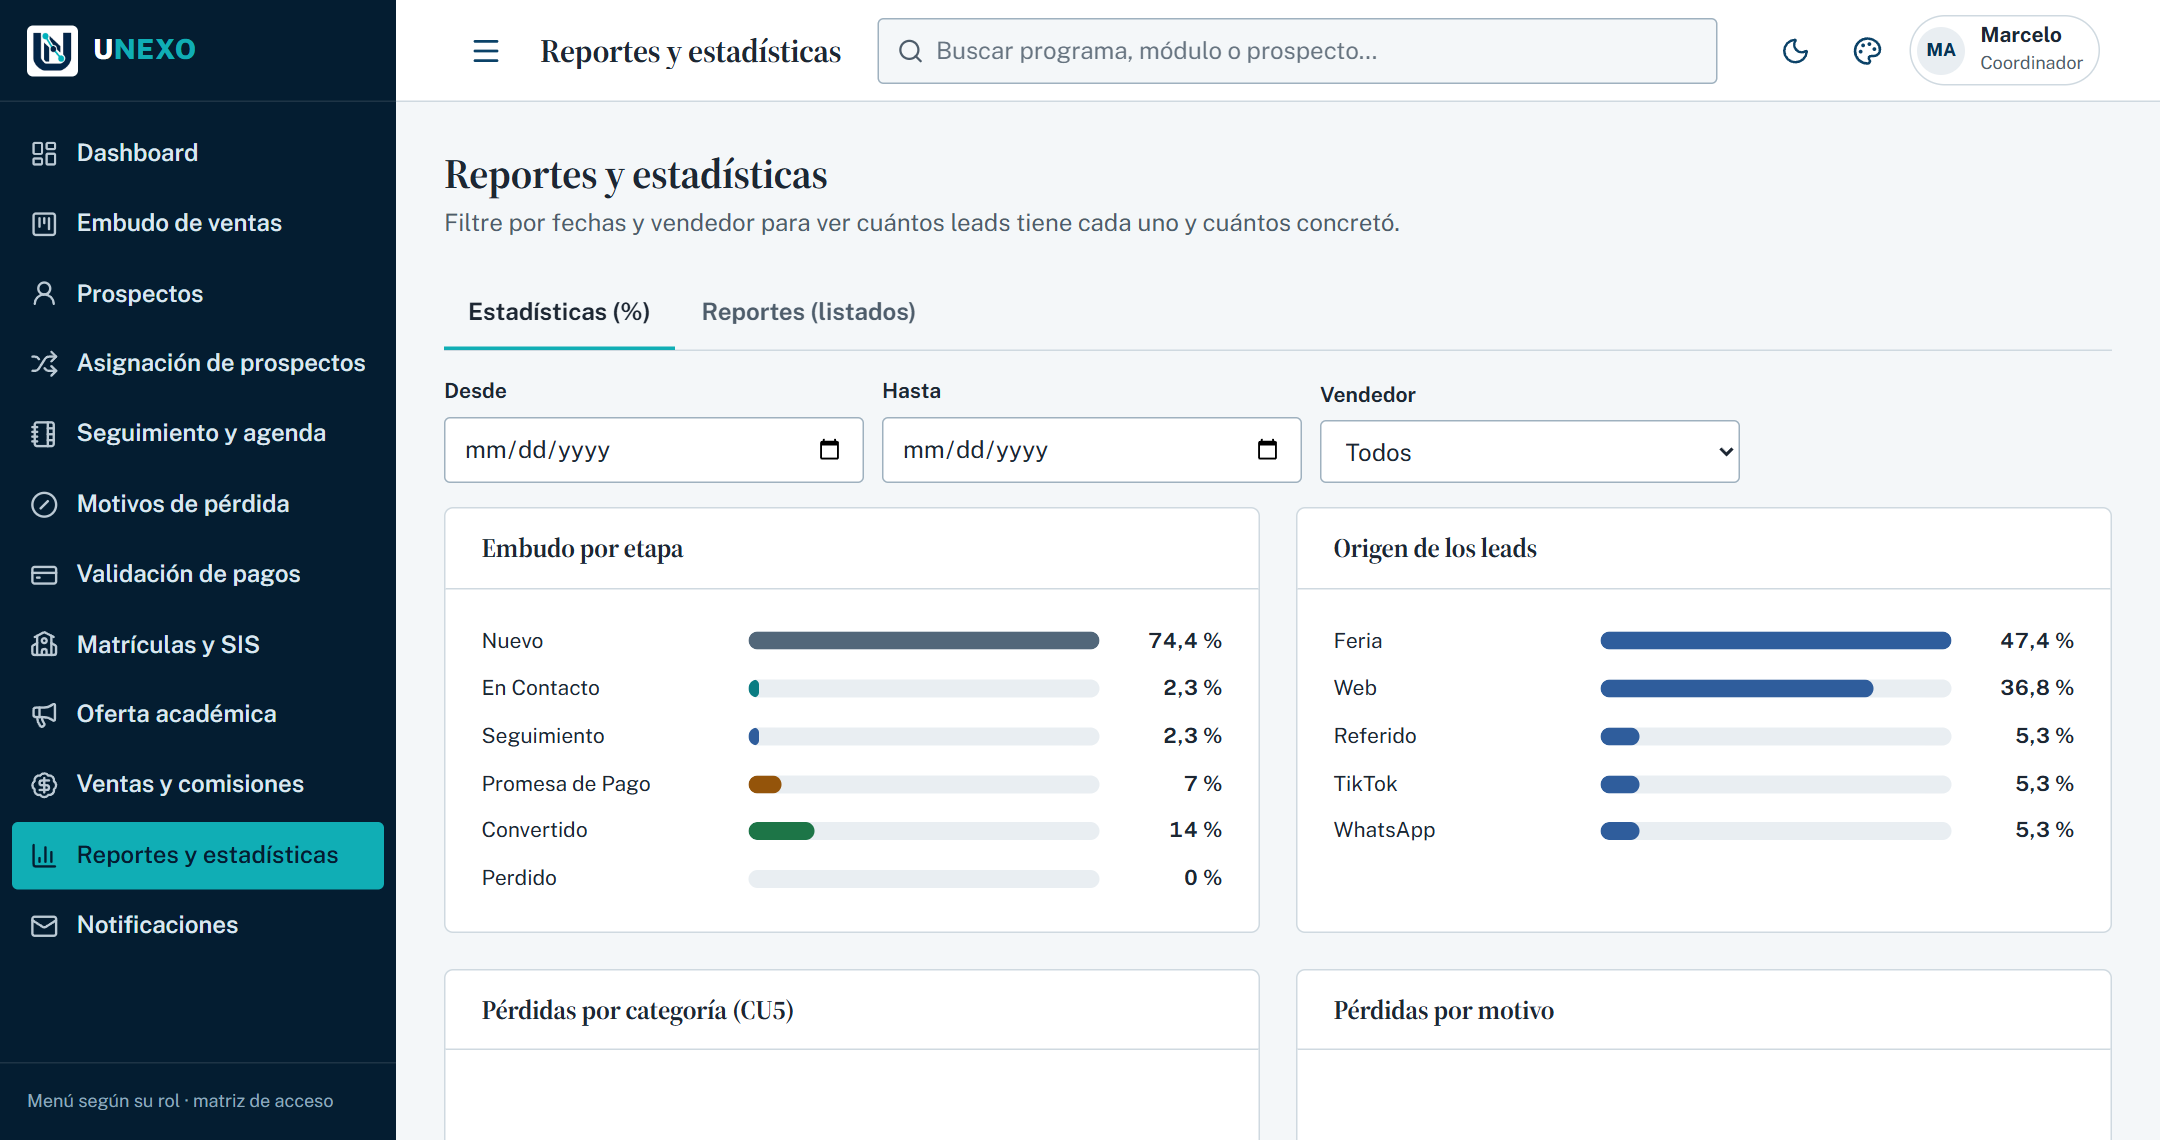 UNEXO
Reportes y estadísticas
Buscar programa, módulo o prospecto...
MA
Marcelo
Coordinador
Dashboard
Embudo de ventas
Prospectos
Asignación de prospectos
Seguimiento y agenda
Motivos de pérdida
Validación de pagos
Matrículas y SIS
Oferta académica
Ventas y comisiones
Reportes y estadísticas
Notificaciones
Menú según su rol · matriz de acceso
Reportes y estadísticas
Filtre por fechas y vendedor para ver cuántos leads tiene cada uno y cuántos concretó.
Estadísticas (%)
Reportes (listados)
Desde
Hasta
Vendedor
mm/dd/yyyy
mm/dd/yyyy
Todos
Embudo por etapa
Nuevo 74,4 %
En Contacto 2,3 %
Seguimiento 2,3 %
Promesa de Pago 7 %
Convertido 14 %
Perdido 0 %
Origen de los leads
Feria 47,4 %
Web 36,8 %
Referido 5,3 %
TikTok 5,3 %
WhatsApp 5,3 %
Pérdidas por categoría (CU5)
Pérdidas por motivo